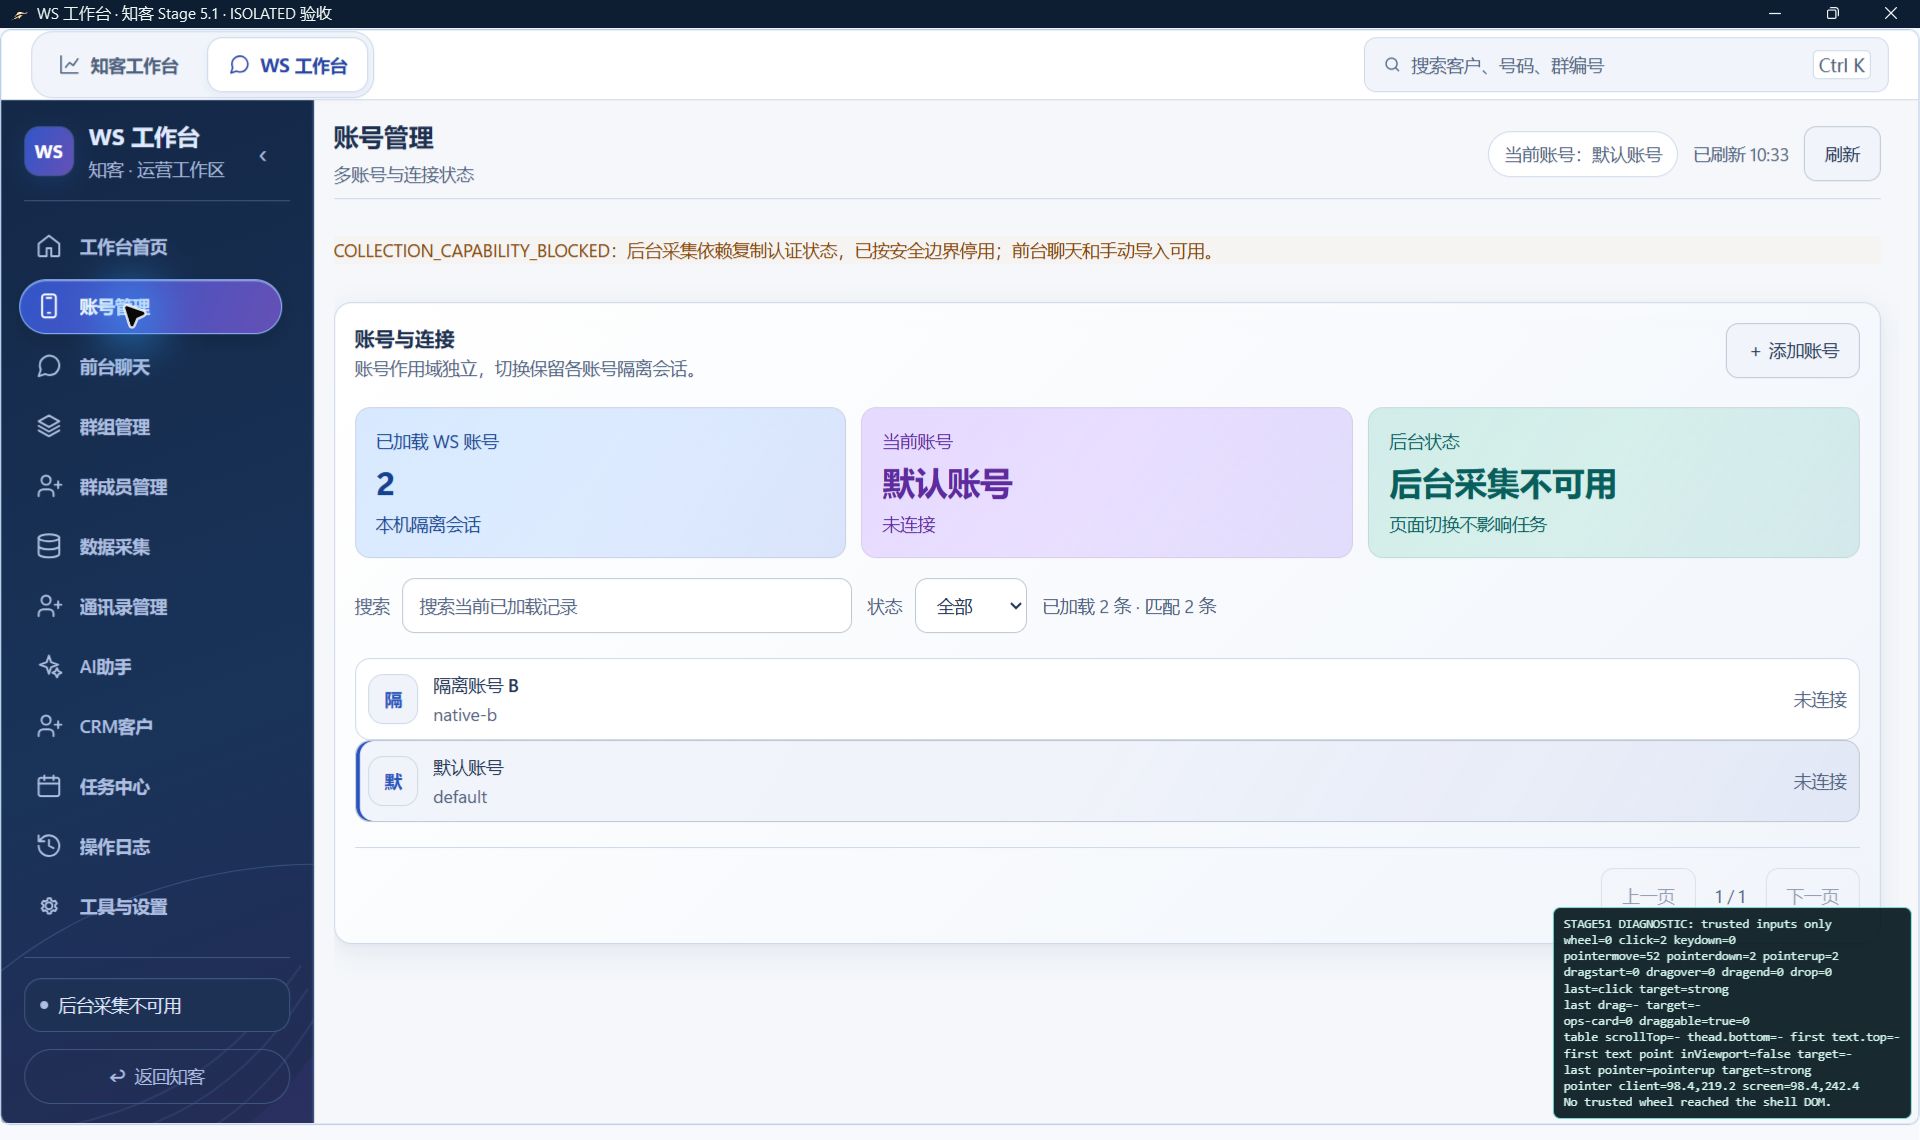 WS 工作台 · 知客 Stage 5.1 · ISOLATED 验收
知客工作台
WS 工作台
搜索客户、号码、群编号
Ctrl K
WS
WS 工作台
知客 · 运营工作区
工作台首页
账号管理
前台聊天
群组管理
群成员管理
数据采集
通讯录管理
AI助手
CRM客户
任务中心
操作日志
工具与设置
后台采集不可用
返回知客
账号管理
多账号与连接状态
当前账号：默认账号
已刷新 10:33
刷新
COLLECTION_CAPABILITY_BLOCKED：后台采集依赖复制认证状态，已按安全边界停用；前台聊天和手动导入可用。
账号与连接
账号作用域独立，切换保留各账号隔离会话。
+ 添加账号
已加载 WS 账号
2
本机隔离会话
当前账号
默认账号
未连接
后台状态
后台采集不可用
页面切换不影响任务
搜索
搜索当前已加载记录
状态
全部
已加载 2 条 · 匹配 2 条
隔
隔离账号 B
native-b
未连接
默
默认账号
default
未连接
上一页
1 / 1
下一页
STAGE51 DIAGNOSTIC: trusted inputs only
wheel=0 click=2 keydown=0
pointermove=52 pointerdown=2 pointerup=2
dragstart=0 dragover=0 dragend=0 drop=0
last=click target=strong
last drag=- target=-
ops-card=0 draggable=true=0
table scrollTop=- thead.bottom=- first text.top=-
first text point inViewport=false target=-
last pointer=pointerup target=strong
pointer client=98.4,219.2 screen=98.4,242.4
No trusted wheel reached the shell DOM.